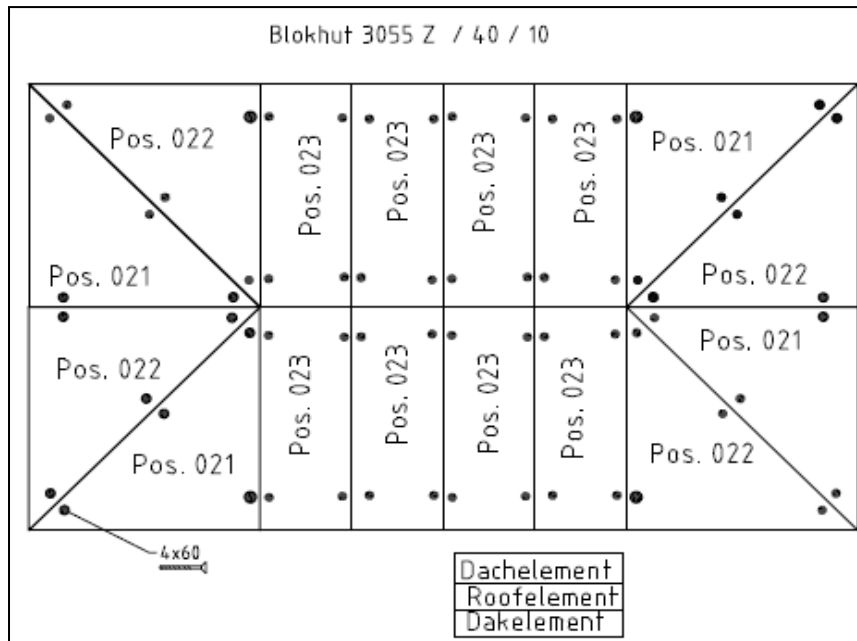 Blokhut 3055 Z / 40 / 10
Pos. 022
Pos. 023
Pos. 023
Pos. 023
Pos. 023
Pos. 021
Pos. 021
Pos. 022
Pos. 022
Pos. 023
Pos. 023
Pos. 023
Pos. 023
Pos. 021
Pos. 021
Pos. 022
4x60
Dachelement
Roofelement
Dakelement